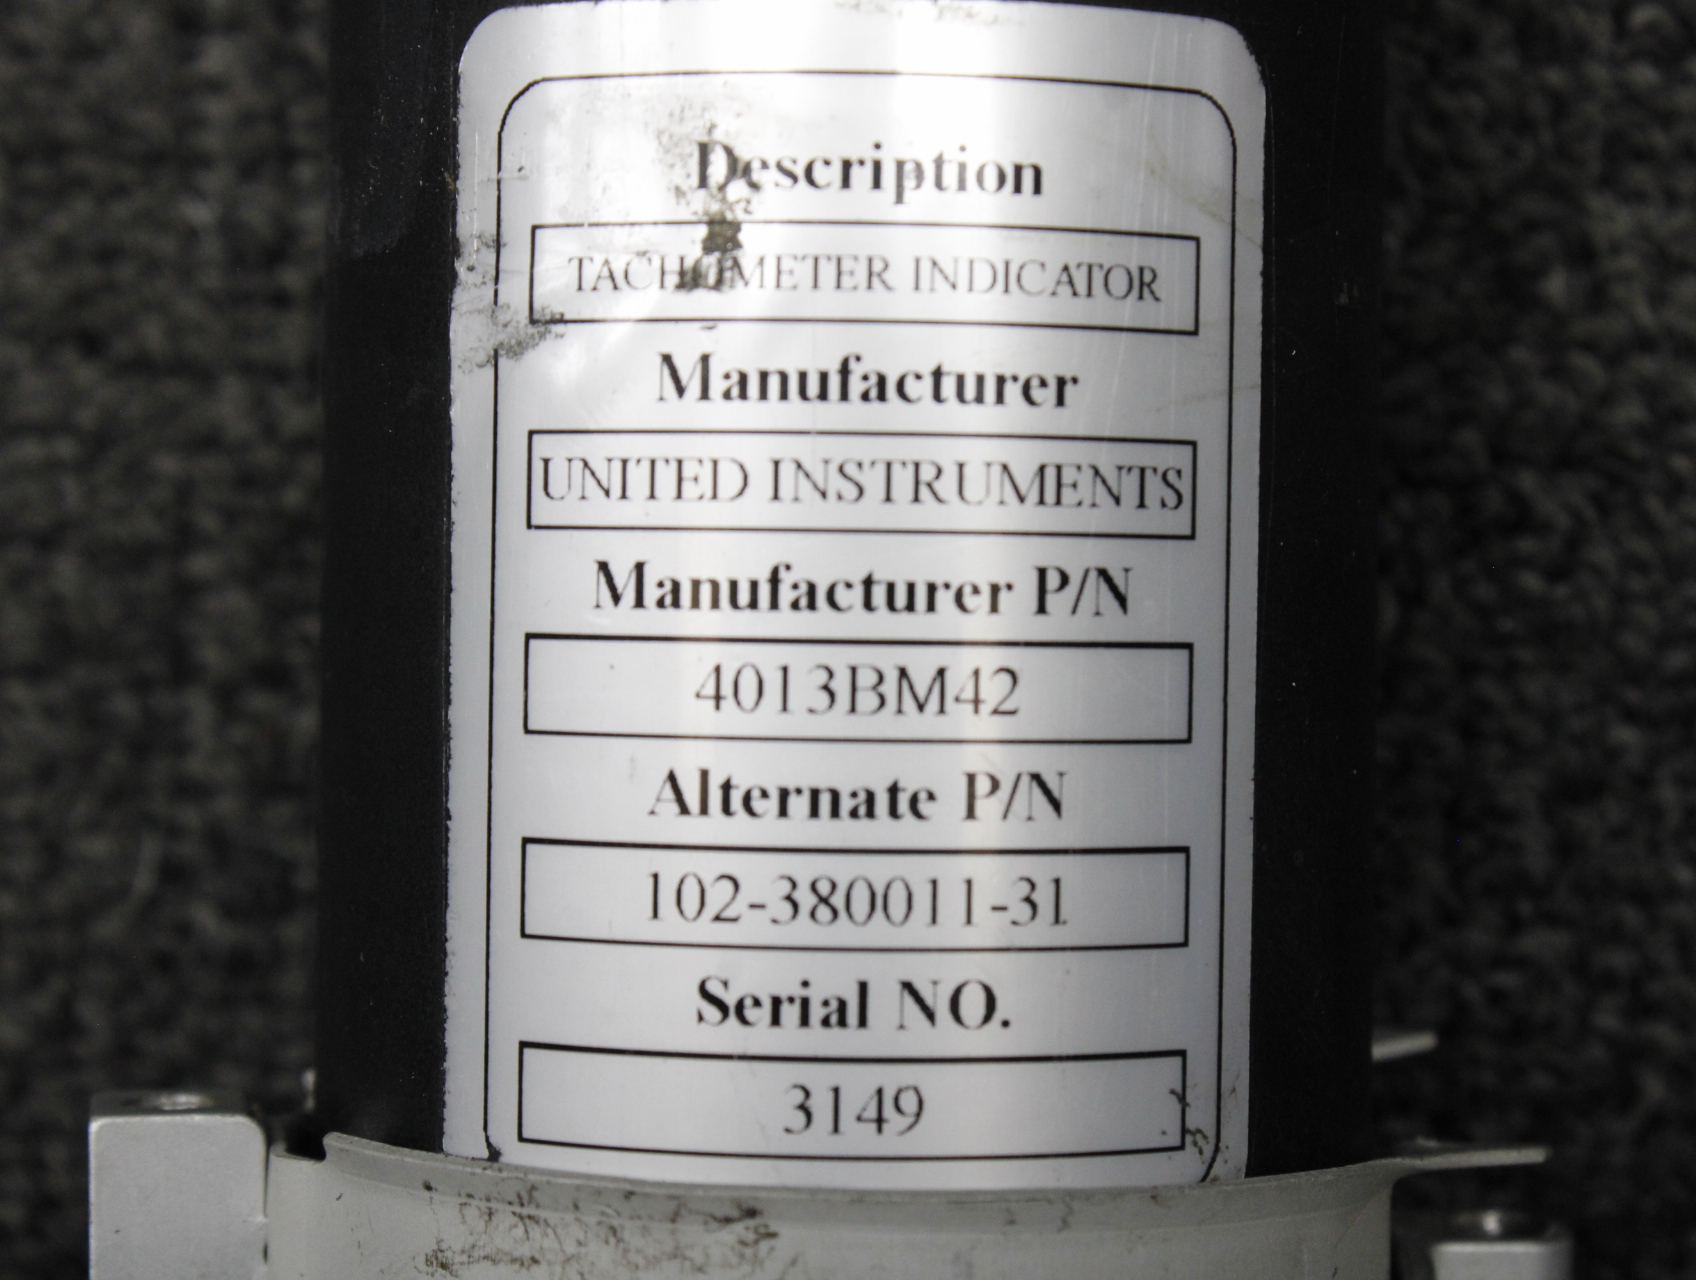 Description
TACHOMETER INDICATOR
Manufacturer
UNITED INSTRUMENTS
Manufacturer P/N
4013BM42
Alternate P/N
102-380011-31
Serial NO.
3149